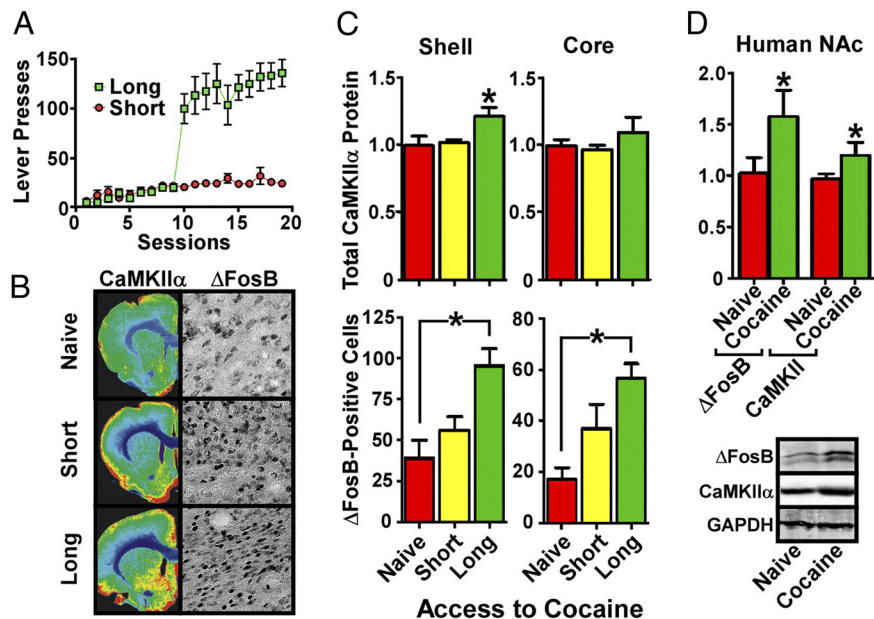 A
Lever Presses
150
100
50
0
Long
Short
0 5 10 15 20
Sessions
B
CaMKIIα ΔFosB
Naive
Short
Long
C
Shell Core
Total CaMKIIα Protein
1.5
1.0
0.5
0.0
*
1.5
1.0
0.5
0.0
ΔFosB-Positive Cells
125
100
75
50
25
0
*
80
60
40
20
0
*
Naive Short Long Naive Short Long
Access to Cocaine
D
Human NAc
2.0
1.5
1.0
0.5
0.0
* *
Naive Cocaine Naive Cocaine
ΔFosB CaMKII
ΔFosB
CaMKIIα
GAPDH
Naive Cocaine